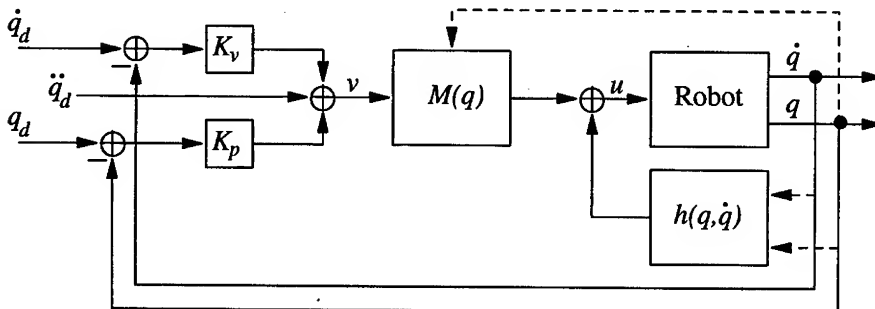 q̇_d
K_v
q̈_d
v
M(q)
u
Robot
q̇
q
q_d
K_p
h(q,q̇)